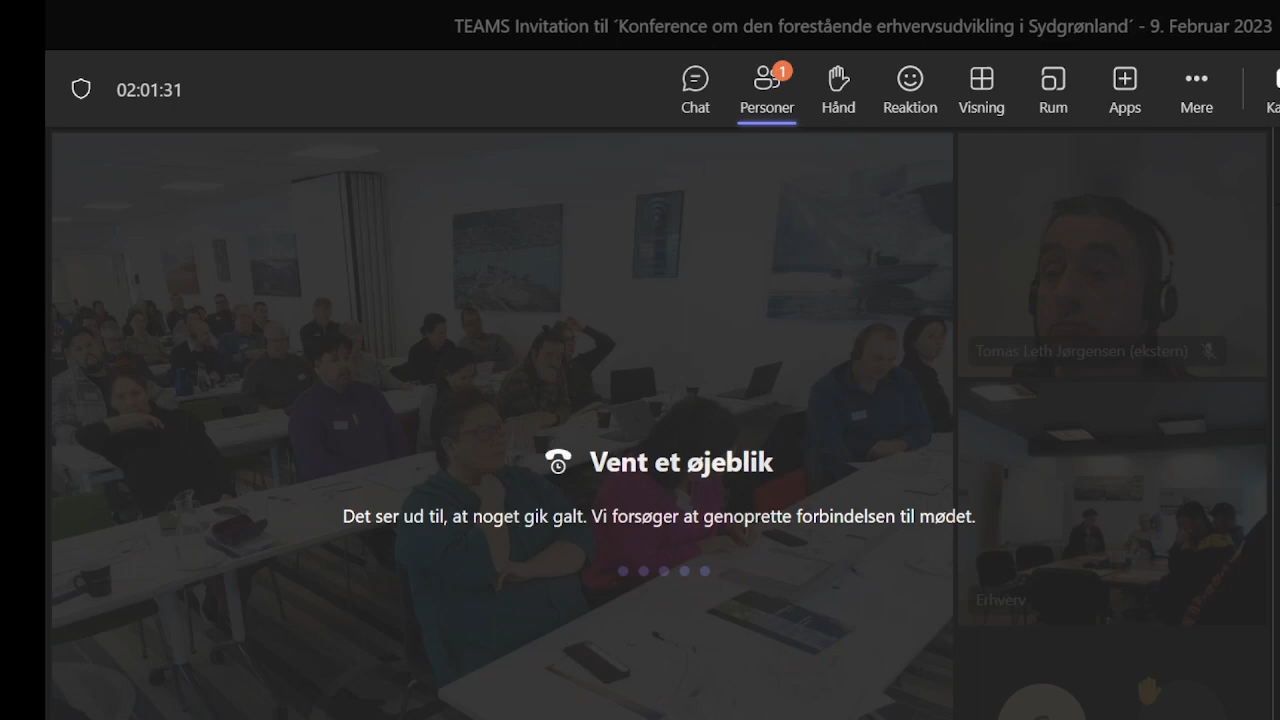 TEAMS Invitation til ´Konference om den forestående erhvervsudvikling i Sydgrønland´ - 9. Februar 2023
02:01:31
1
Chat Personer Hånd Reaktion Visning Rum Apps Mere Ka
Tomas Leth Jørgensen (ekstern)
Vent et øjeblik
Det ser ud til, at noget gik galt. Vi forsøger at genoprette forbindelsen til mødet.
Erhverv